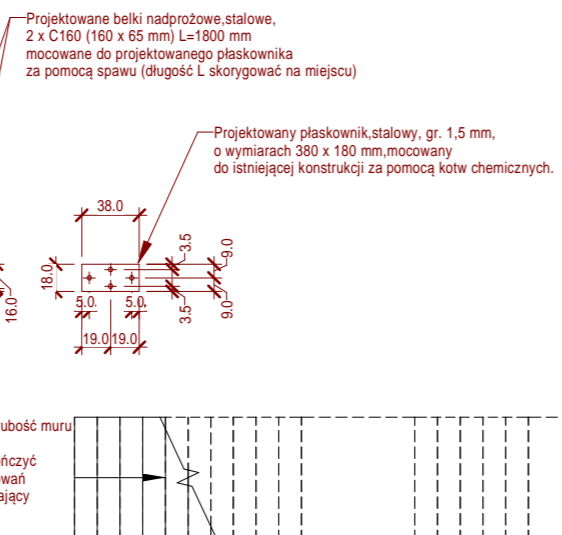 Projektowane belki nadprożowe,stalowe,
2 x C160 (160 x 65 mm) L=1800 mm
mocowane do projektowanego płaskownika
za pomocą spawu (długość L skorygować na miejscu)
Projektowany płaskownik,stalowy, gr. 1,5 mm,
o wymiarach 380 x 180 mm,mocowany
do istniejącej konstrukcji za pomocą kotw chemicznych.
38.0
3.5
9.0
18.0
16.0
5.0
5.0
3.5
9.0
19.0
19.0
ubość muru
ończyć
wań
ający